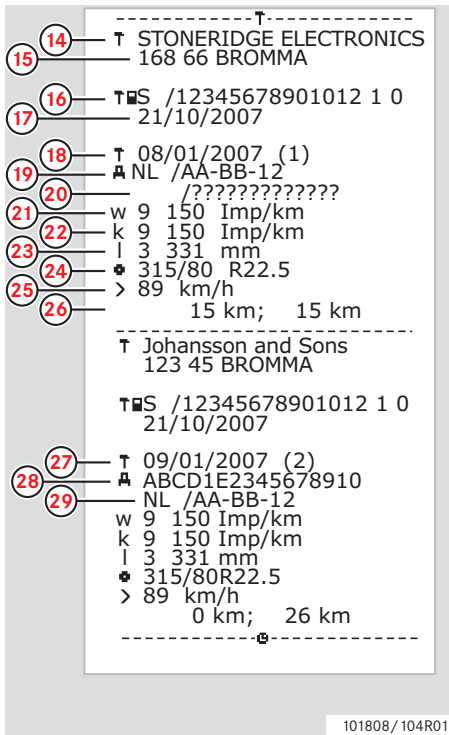 14 STONERIDGE ELECTRONICS
15 168 66 BROMMA
16 S /12345678901012 1 0
17 21/10/2007
18 08/01/2007 (1)
19 NL /AA-BB-12
20 /?????????????
21 w 9 150 Imp/km
22 k 9 150 Imp/km
23 l 3 331 mm
24 315/80 R22.5
25 > 89 km/h
26 15 km; 15 km
Johansson and Sons
123 45 BROMMA
S /12345678901012 1 0
21/10/2007
27 09/01/2007 (2)
28 ABCD1E2345678910
29 NL /AA-BB-12
w 9 150 Imp/km
k 9 150 Imp/km
l 3 331 mm
315/80R22.5
> 89 km/h
0 km; 26 km
101808/104R01